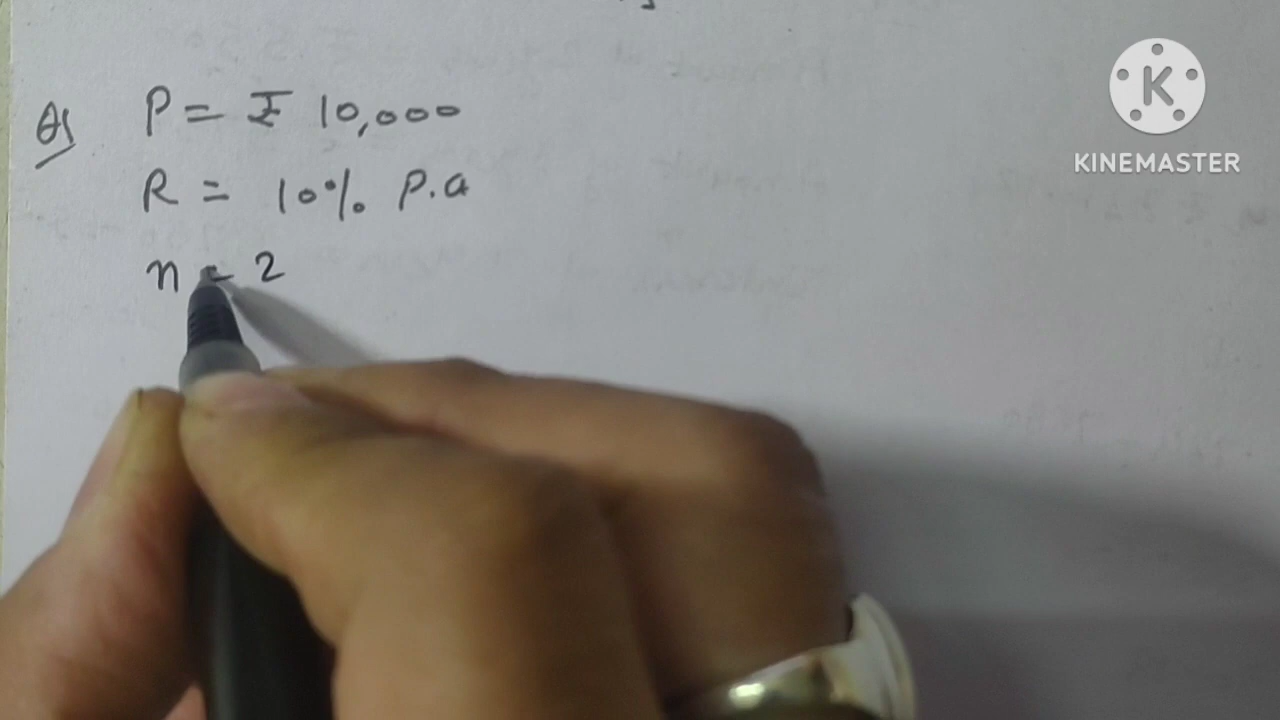 Q P = ₹ 10,000
R = 10% P.a
n = 2
KINEMASTER